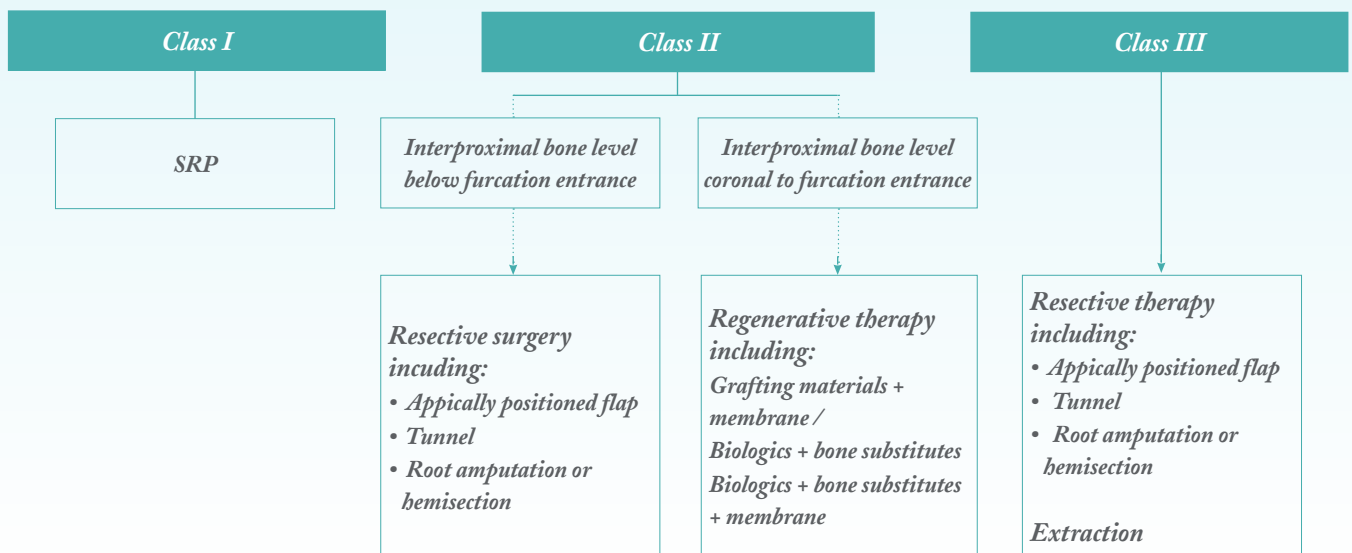 Class I
Class II
Class III
SRP
Interproximal bone level
below furcation entrance
Interproximal bone level
coronal to furcation entrance
Resective surgery
incuding:
• Appically positioned flap
• Tunnel
• Root amputation or
hemisection
Regenerative therapy
including:
Grafting materials +
membrane /
Biologics + bone substitutes
Biologics + bone substitutes
+ membrane
Resective therapy
including:
• Appically positioned flap
• Tunnel
• Root amputation or
hemisection
Extraction